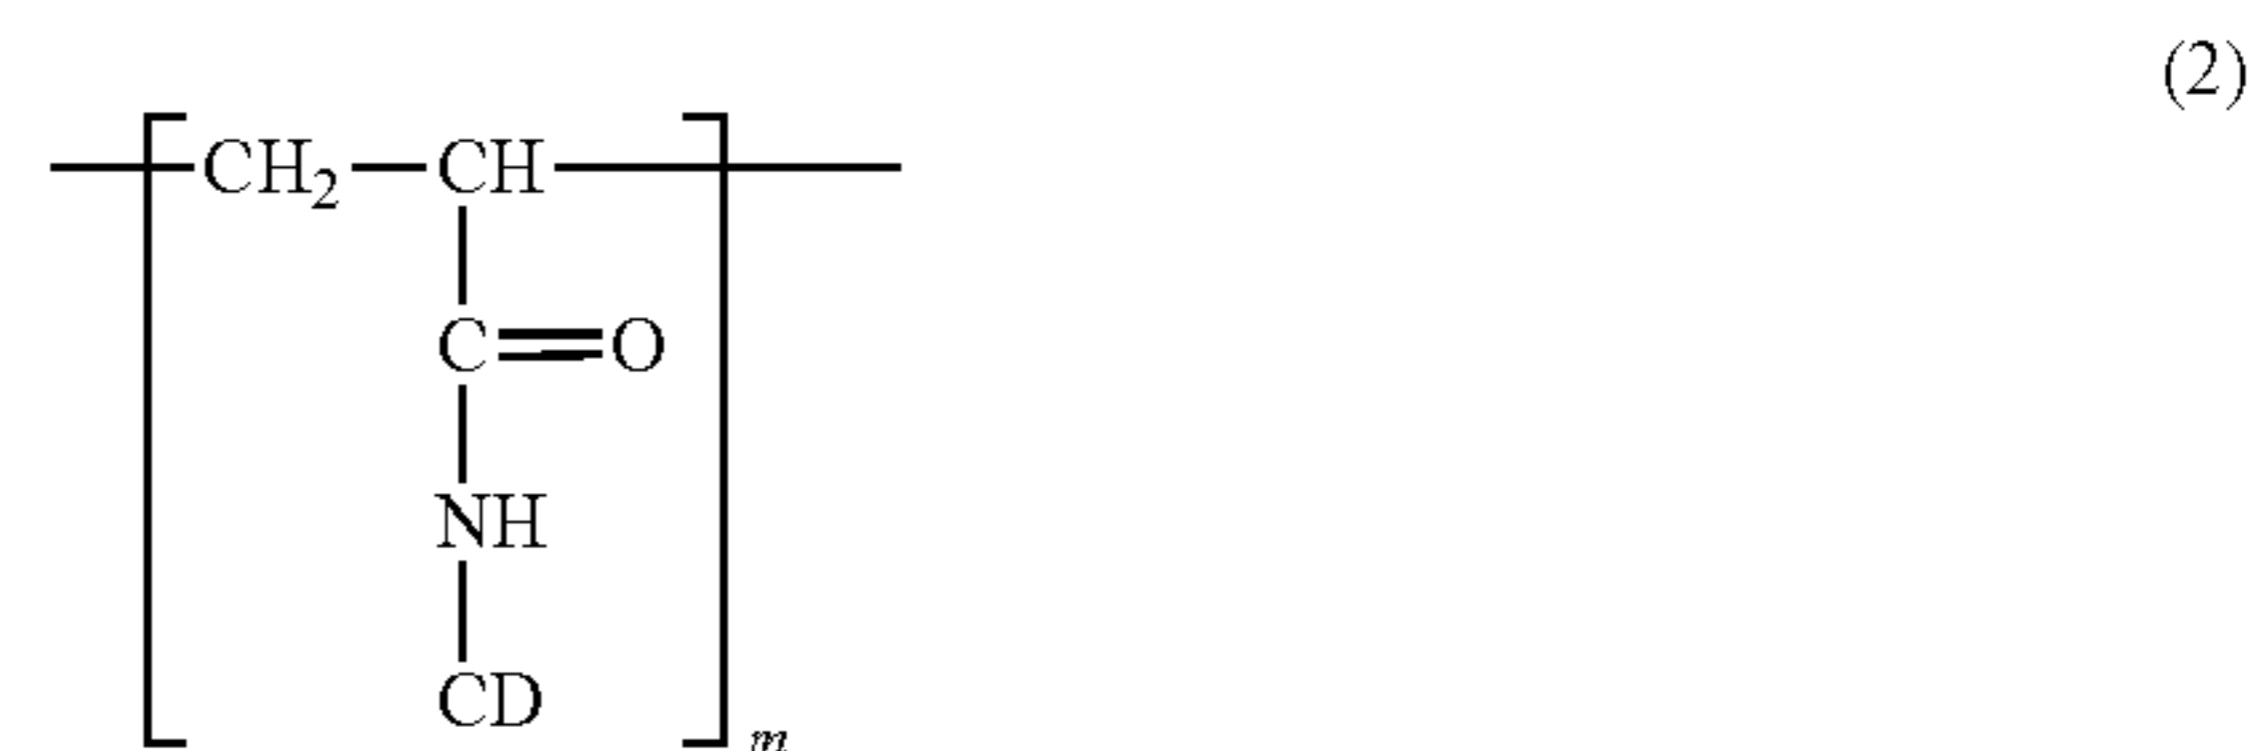 (2)
CH₂—CH
C=O
NH
CD
m